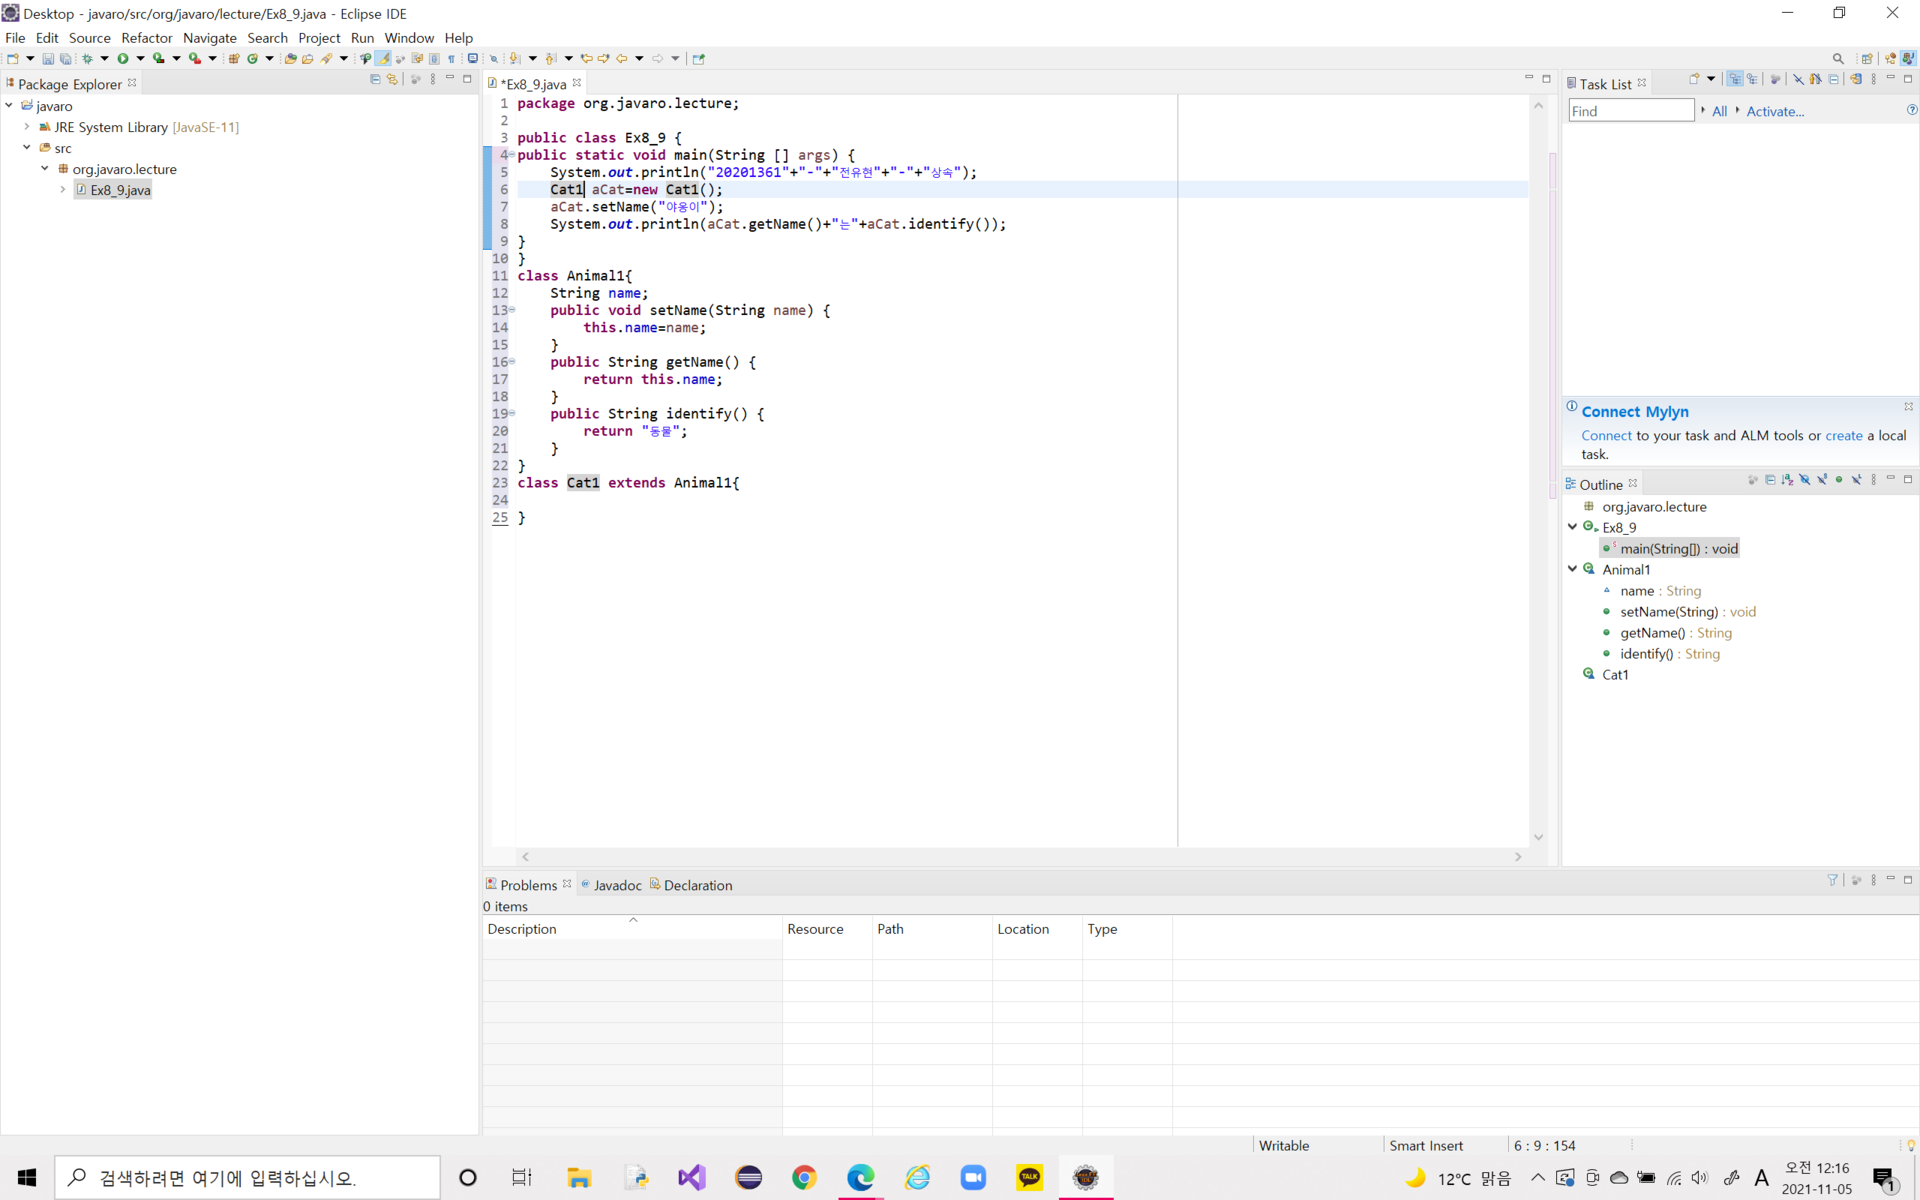 Desktop - javaro/src/org/javaro/lecture/Ex8_9.java - Eclipse IDE
File Edit Source Refactor Navigate Search Project Run Window Help
Package Explorer
javaro
JRE System Library [JavaSE-11]
src
org.javaro.lecture
Ex8_9.java
*Ex8_9.java
1 package org.javaro.lecture;
2
3 public class Ex8_9 {
4 public static void main(String [] args) {
5 System.out.println("20201361"+"-"+"전유현"+"-"+"상속");
6 Cat1 aCat=new Cat1();
7 aCat.setName("야옹이");
8 System.out.println(aCat.getName()+"는"+aCat.identify());
9 }
10 }
11 class Animal1{
12 String name;
13 public void setName(String name) {
14 this.name=name;
15 }
16 public String getName() {
17 return this.name;
18 }
19 public String identify() {
20 return "동물";
21 }
22 }
23 class Cat1 extends Animal1{
24
25 }
Task List
Find All Activate...
Connect Mylyn
Connect to your task and ALM tools or create a local
task.
Outline
org.javaro.lecture
Ex8_9
main(String[]) : void
Animal1
name : String
setName(String) : void
getName() : String
identify() : String
Cat1
Problems Javadoc Declaration
0 items
Description Resource Path Location Type
Writable Smart Insert 6 : 9 : 154
검색하려면 여기에 입력하십시오.
TALK
12°C 맑음
A
오전 12:16
2021-11-05
1